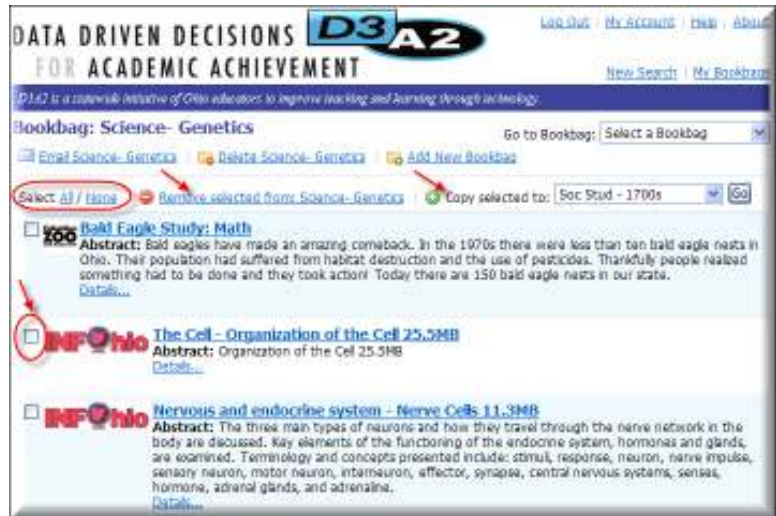 DATA DRIVEN DECISIONS D3A2
FOR ACADEMIC ACHIEVEMENT
Log Out | My Account | Help | About
New Search | My Bookbags
D3A2 is a statewide initiative of Ohio educators to improve teaching and learning through technology.
Bookbag: Science- Genetics
Go to Bookbag: Select a Bookbag
Email Science- Genetics | Delete Science- Genetics | Add New Bookbag
Select All / None
Remove selected from: Science- Genetics | Copy selected to: Soc Stud - 1700s Go
ZOO Bald Eagle Study: Math
Abstract: Bald eagles have made an amazing comeback. In the 1970s there were less than ten bald eagle nests in
Ohio. Their population had suffered from habitat destruction and the use of pesticides. Thankfully people realized
something had to be done and they took action! Today there are 150 bald eagle nests in our state.
Details...
INFOhio The Cell - Organization of the Cell 25.5MB
Abstract: Organization of the Cell 25.5MB
Details...
INFOhio Nervous and endocrine system - Nerve Cells 11.3MB
Abstract: The three main types of neurons and how they travel through the nerve network in the
body are discussed. Key elements of the functioning of the endocrine system, hormones and glands,
are examined. Terminology and concepts presented include: stimuli, response, neuron, nerve impulse,
sensory neuron, motor neuron, interneuron, effector, synapse, central nervous systems, senses,
hormone, adrenal glands, and adrenaline.
Details...